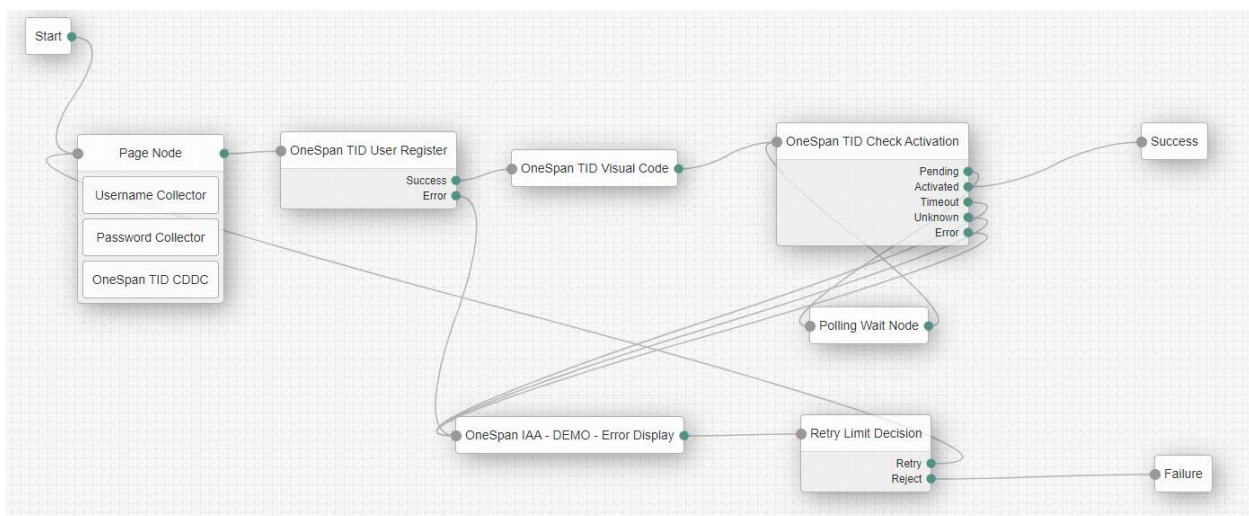 Start
Page Node
Username Collector
Password Collector
OneSpan TID CDDC
OneSpan TID User Register
Success
Error
OneSpan TID Visual Code
OneSpan TID Check Activation
Pending
Activated
Timeout
Unknown
Error
Success
Polling Wait Node
OneSpan IAA - DEMO - Error Display
Retry Limit Decision
Retry
Reject
Failure